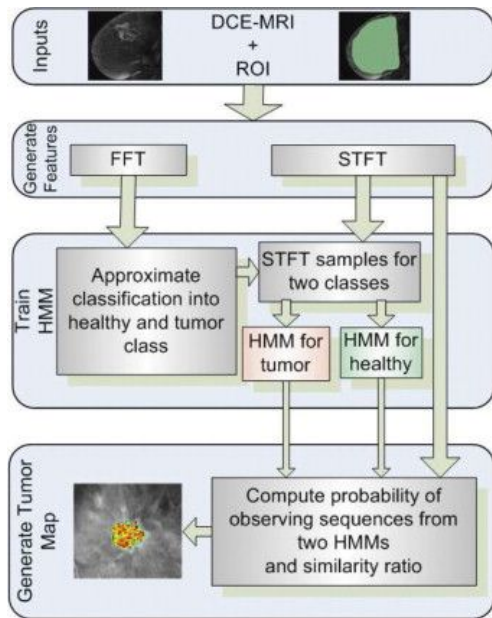 Inputs
DCE-MRI
+
ROI
Generate
Features
FFT
STFT
Train
HMM
Approximate
classification into
healthy and tumor
class
STFT samples for
two classes
HMM for
tumor
HMM for
healthy
Generate Tumor
Map
Compute probability of
observing sequences from
two HMMs
and similarity ratio